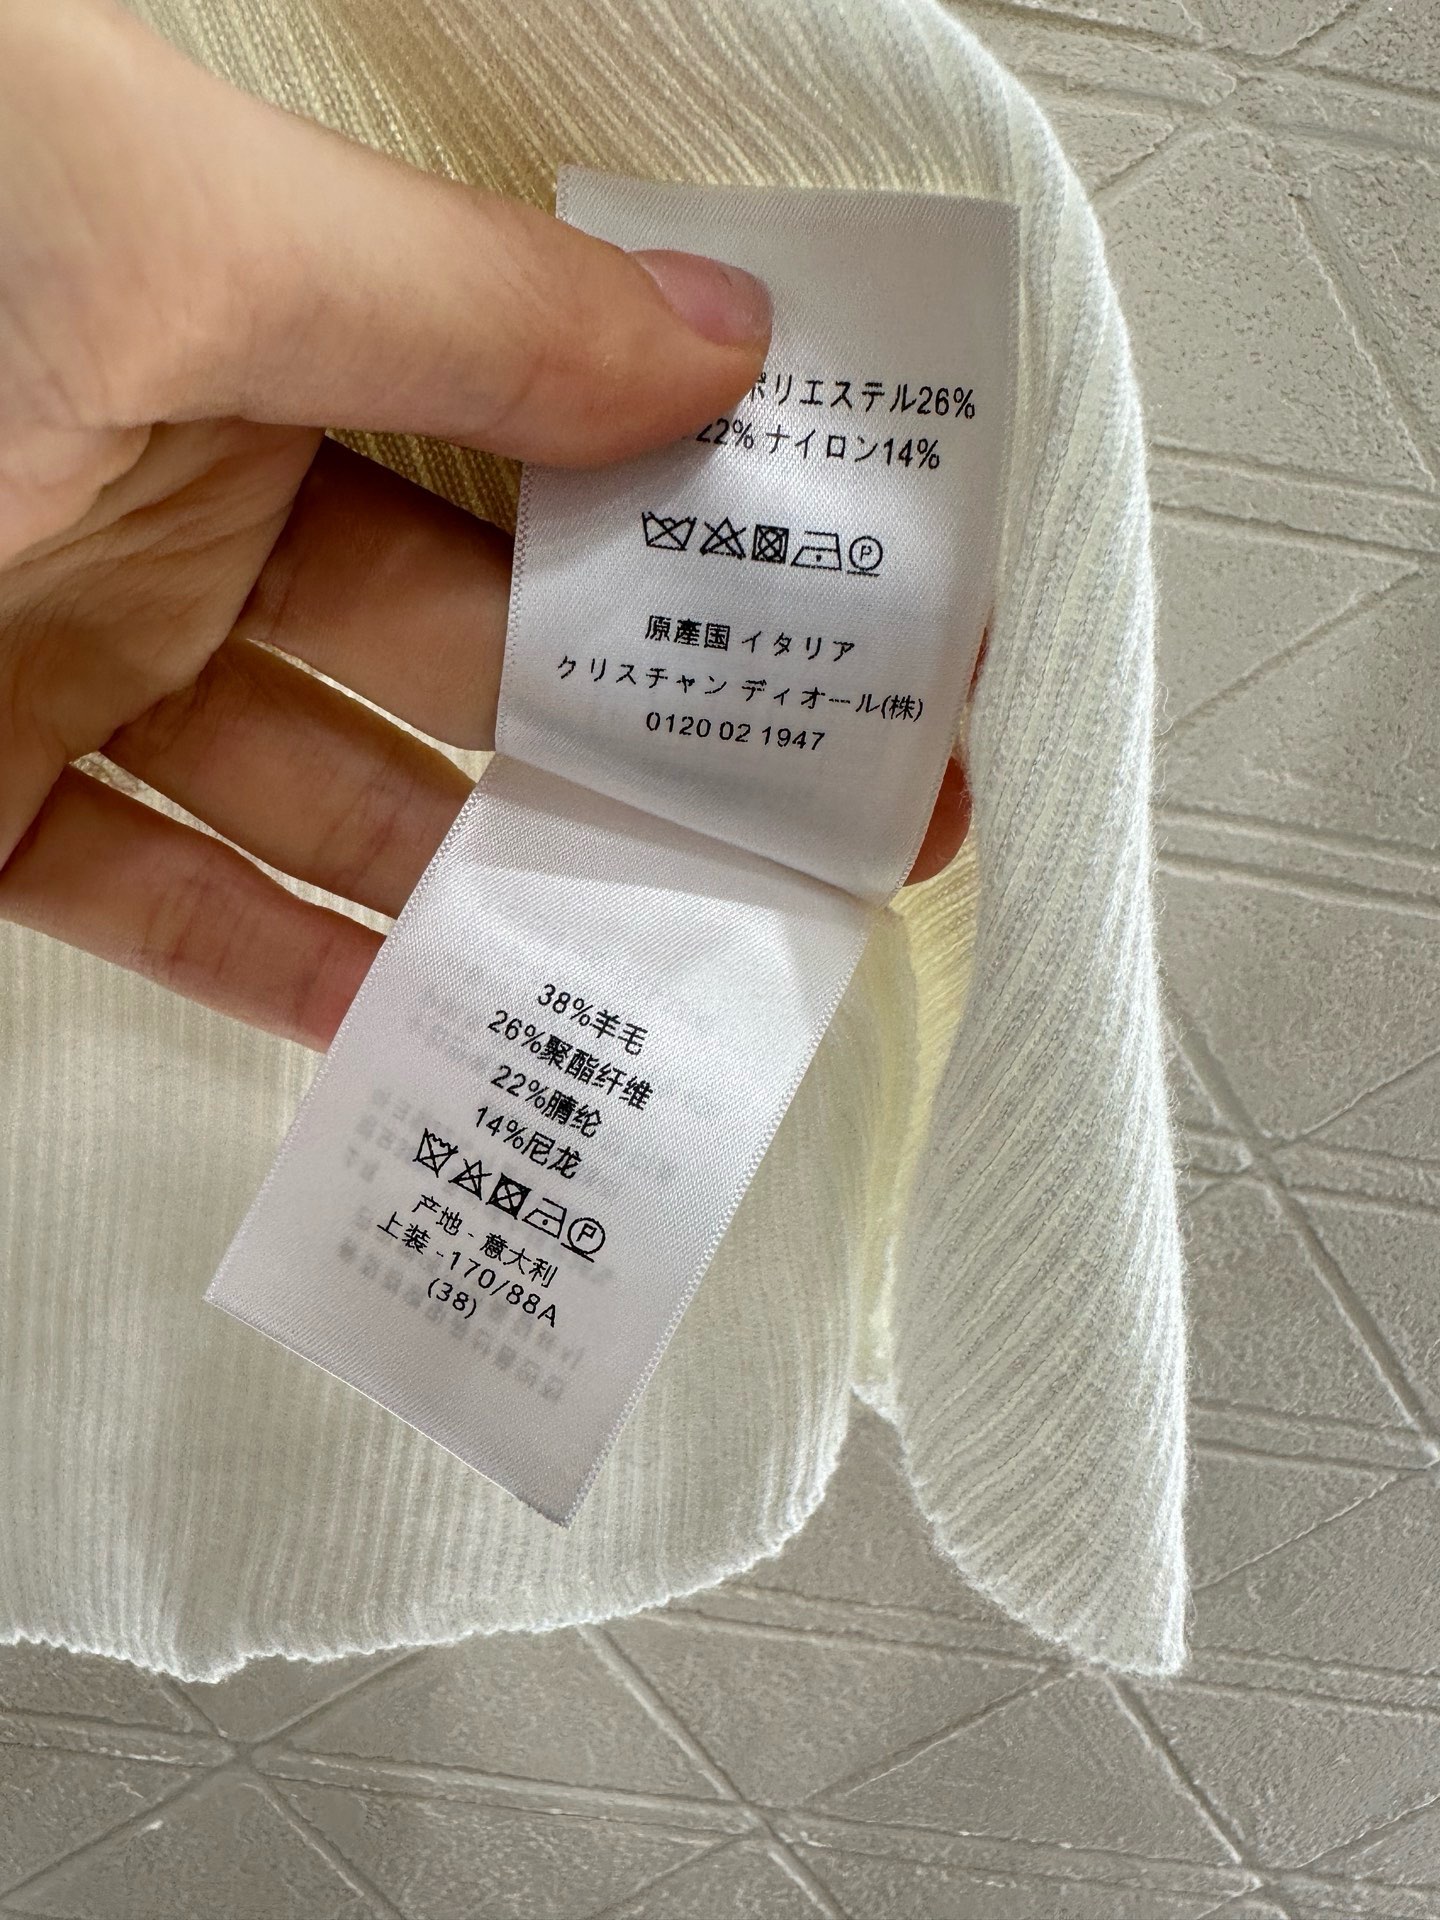 ポリエステル26%
22% ナイロン14%
P
原産国 イタリア
クリスチャン ディオール(株)
0120 02 1947
38%羊毛
26%聚酯纤维
22%腈纶
14%尼龙
P
产地 - 意大利
上装 -170/88A
(38)